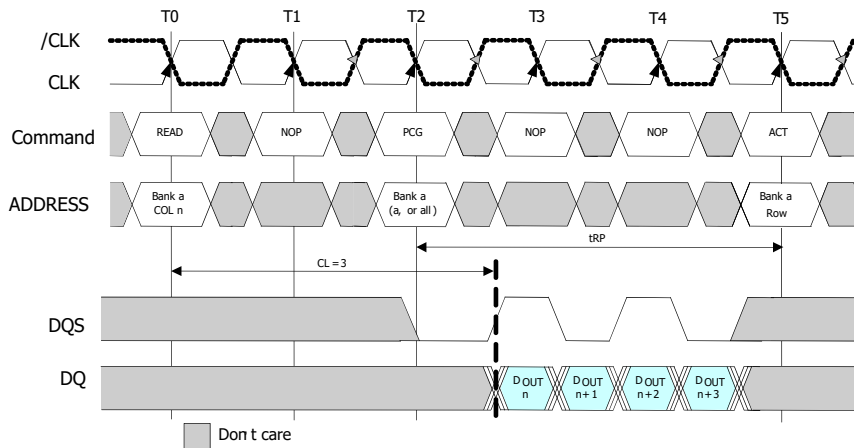 T0 T1 T2 T3 T4 T5
/CLK
CLK
Command READ NOP PCG NOP NOP ACT
ADDRESS Bank a COL n Bank a (a, or all) Bank a Row
tRP
CL = 3
DQS
DQ DOUT n DOUT n+1 DOUT n+2 DOUT n+3
Don't care